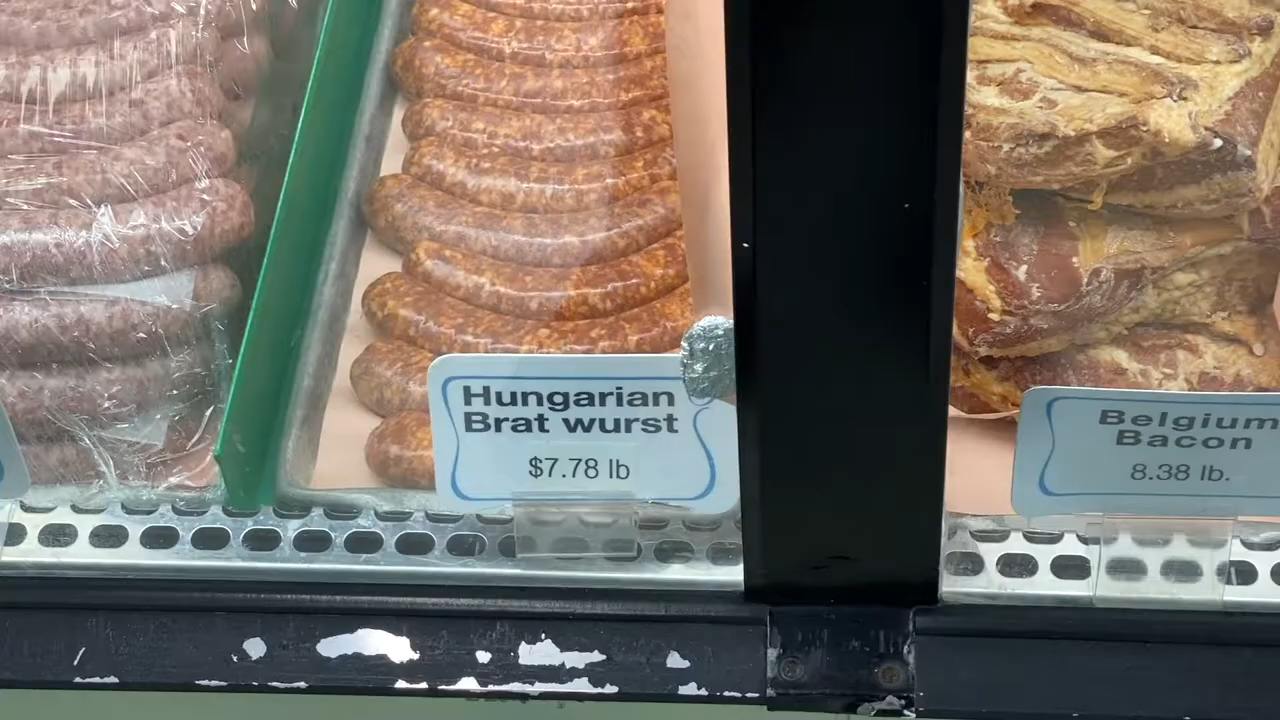 Hungarian
Brat wurst
$7.78 lb
Belgium
Bacon
8.38 lb.